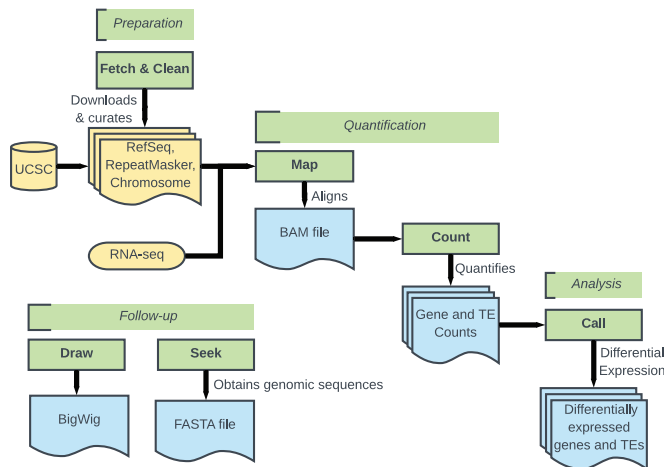 Preparation
Fetch & Clean
Downloads
& curates
UCSC
RefSeq,
RepeatMasker,
Chromosome
RNA-seq
Quantification
Map
Aligns
BAM file
Count
Quantifies
Gene and TE
Counts
Analysis
Call
Differential
Expression
Differentially
expressed
genes and TEs
Follow-up
Draw
BigWig
Seek
Obtains genomic sequences
FASTA file